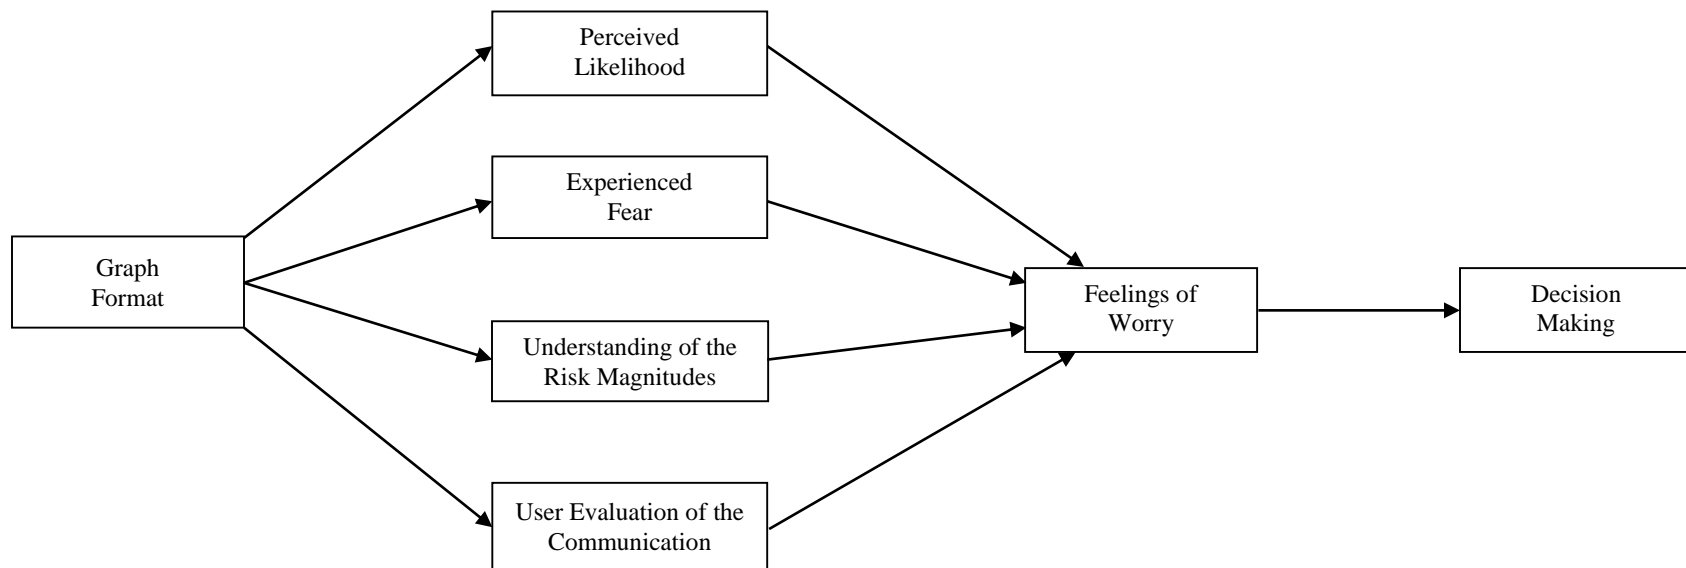 Perceived
Likelihood
Experienced
Fear
Graph
Format
Understanding of the
Risk Magnitudes
User Evaluation of the
Communication
Feelings of
Worry
Decision
Making